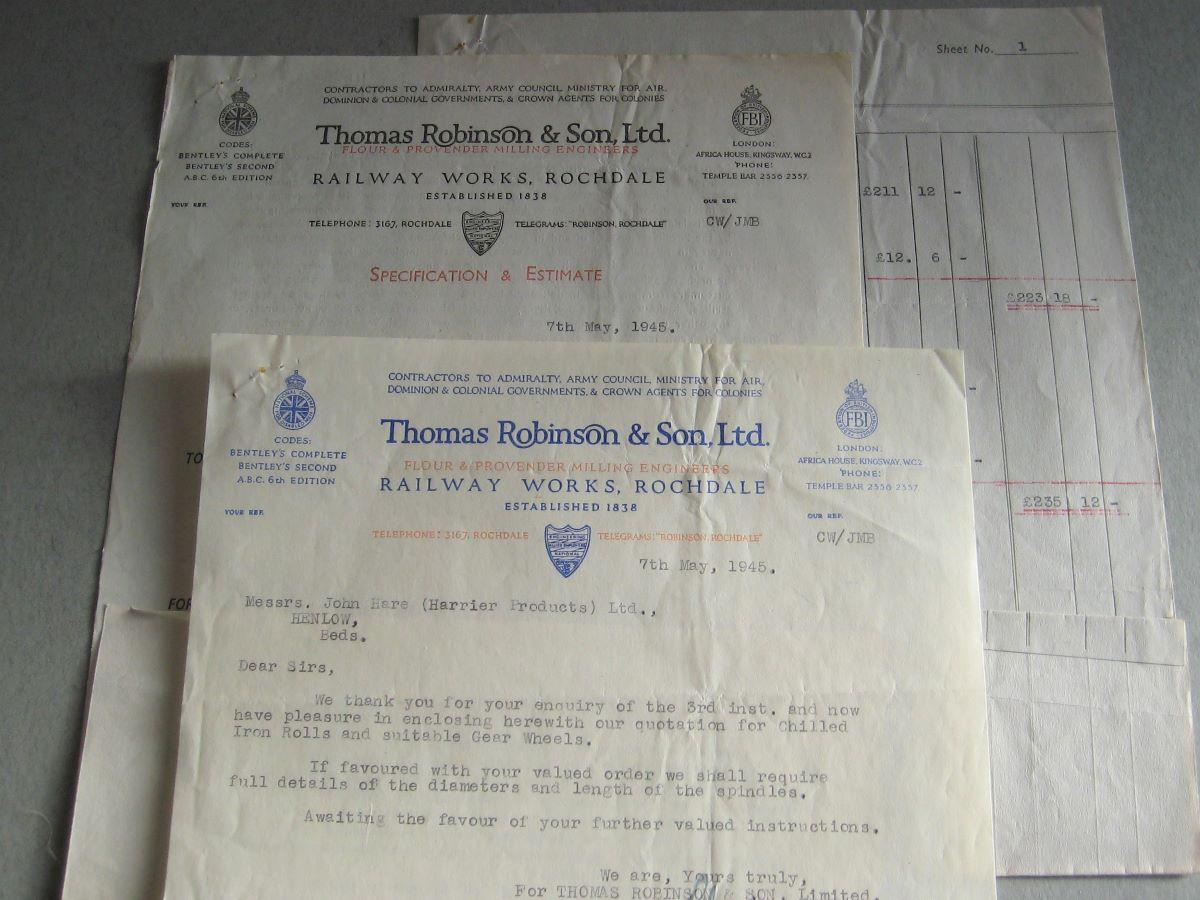 Sheet No. 1
£211 12 -
£12. 6 -
£223 18 -
-
-
£235 12 -
CONTRACTORS TO ADMIRALTY, ARMY COUNCIL, MINISTRY FOR AIR,
DOMINION & COLONIAL GOVERNMENTS, & CROWN AGENTS FOR COLONIES
Thomas Robinson & Son, Ltd.
FLOUR & PROVENDER MILLING ENGINEERS
RAILWAY WORKS, ROCHDALE
ESTABLISHED 1838
CODES:
BENTLEY'S COMPLETE
BENTLEY'S SECOND
A.B.C. 6th EDITION
YOUR REF.
FBI
LONDON:
AFRICA HOUSE, KINGSWAY, W.C.2
'PHONE:
TEMPLE BAR 2356 2357.
OUR REF.
CW/JMB
TELEPHONE: 3167, ROCHDALE
TELEGRAMS: "ROBINSON, ROCHDALE"
SPECIFICATION & ESTIMATE
7th May, 1945.
TO
FOR
CONTRACTORS TO ADMIRALTY, ARMY COUNCIL, MINISTRY FOR AIR,
DOMINION & COLONIAL GOVERNMENTS, & CROWN AGENTS FOR COLONIES
Thomas Robinson & Son, Ltd.
FLOUR & PROVENDER MILLING ENGINEERS
RAILWAY WORKS, ROCHDALE
ESTABLISHED 1838
CODES:
BENTLEY'S COMPLETE
BENTLEY'S SECOND
A.B.C. 6th EDITION
YOUR REF.
FBI
LONDON:
AFRICA HOUSE, KINGSWAY, W.C.2
'PHONE:
TEMPLE BAR 2356 2357.
OUR REF.
CW/JMB
TELEPHONE: 3167, ROCHDALE
ENGINEERING
NATIONAL
TELEGRAMS: "ROBINSON, ROCHDALE"
7th May, 1945.
Messrs. John Hare (Harrier Products) Ltd.,
HENLOW,
Beds.
Dear Sirs,
We thank you for your enquiry of the 3rd inst. and now
have pleasure in enclosing herewith our quotation for Chilled
Iron Rolls and suitable Gear Wheels.
If favoured with your valued order we shall require
full details of the diameters and length of the spindles.
Awaiting the favour of your further valued instructions.
We are, Yours truly,
For THOMAS ROBINSON & SON, Limited.